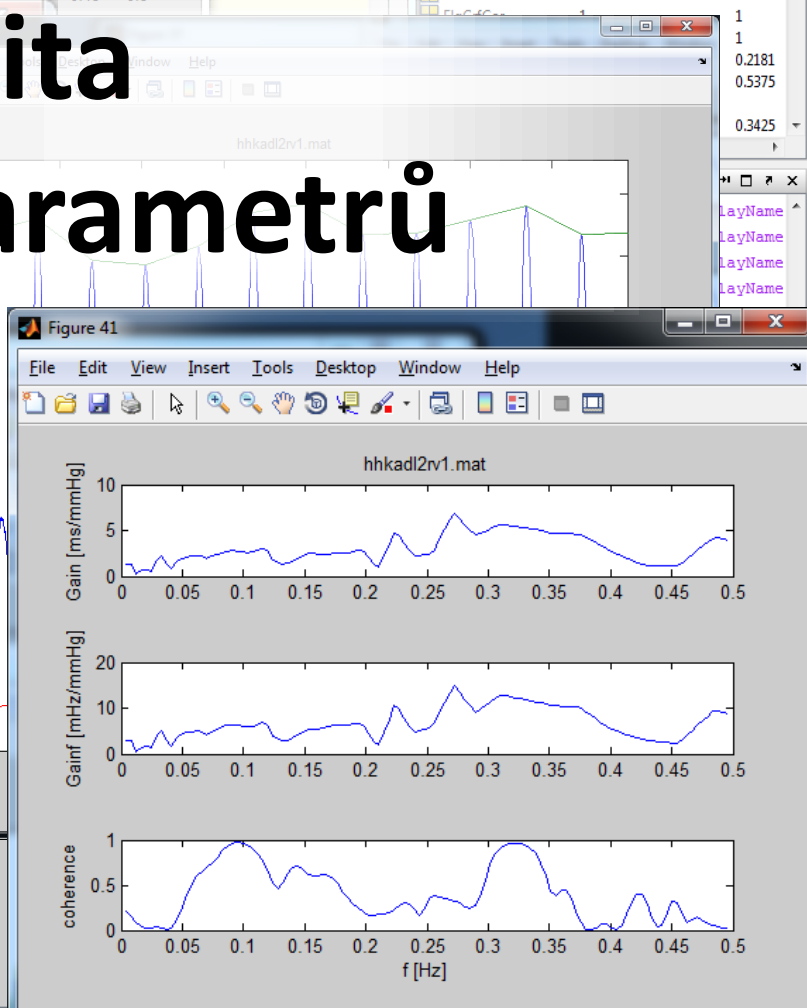 ita
arametrů
1
1
0.2181
0.5375
0.3425
Desktop Window Help
hhkadl2rv1.mat
layName
layName
layName
layName
Figure 41
File Edit View Insert Tools Desktop Window Help
hhkadl2rv1.mat
Gain [ms/mmHg]
10
5
0
0 0.05 0.1 0.15 0.2 0.25 0.3 0.35 0.4 0.45 0.5
Gainf [mHz/mmHg]
20
10
0
0 0.05 0.1 0.15 0.2 0.25 0.3 0.35 0.4 0.45 0.5
coherence
1
0.5
0
0 0.05 0.1 0.15 0.2 0.25 0.3 0.35 0.4 0.45 0.5
f [Hz]